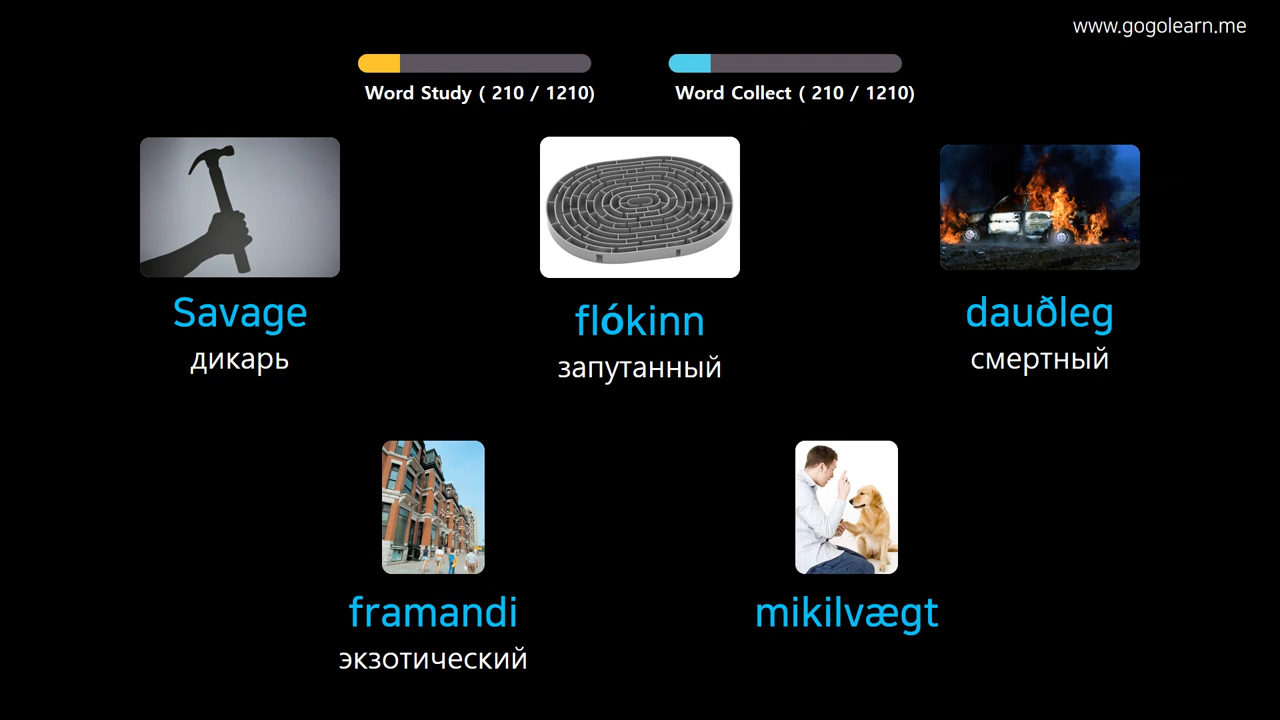 www.gogolearn.me
Word Study ( 210 / 1210)
Word Collect ( 210 / 1210)
Savage
дикарь
flókinn
запутанный
dauðleg
смертный
framandi
экзотический
mikilvægt